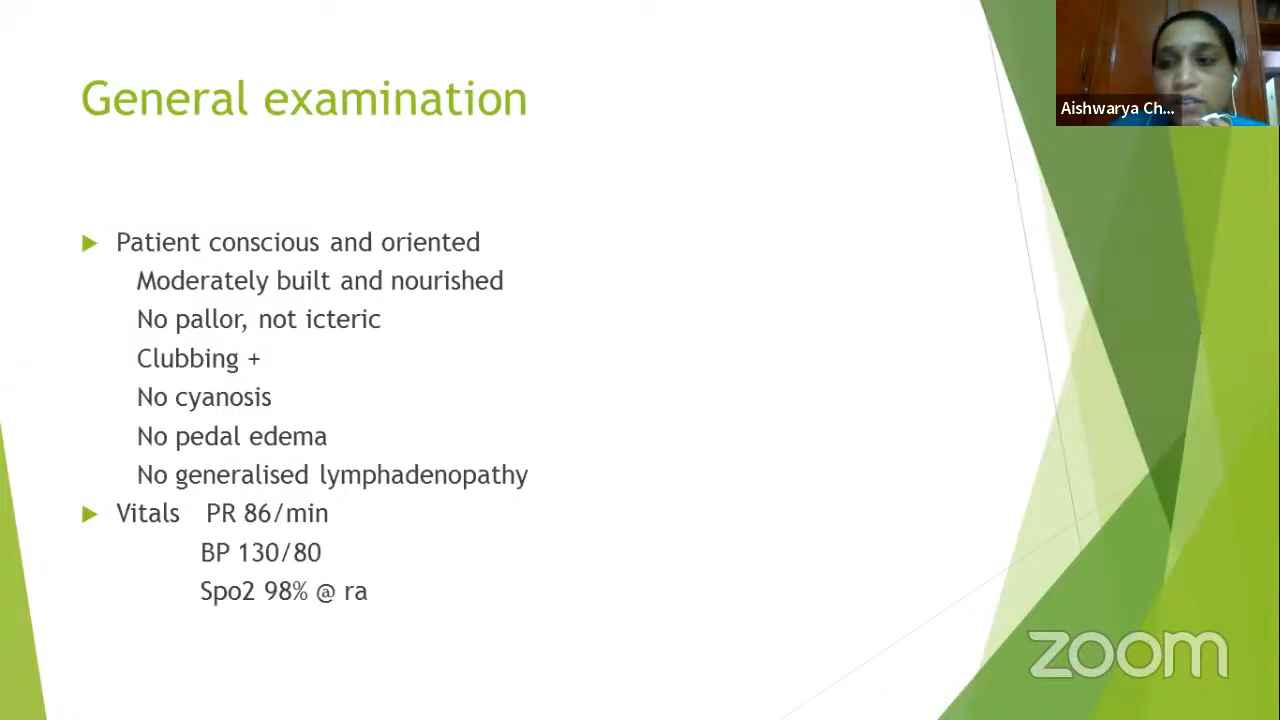 General examination
Aishwarya Ch...
Patient conscious and oriented
Moderately built and nourished
No pallor, not icteric
Clubbing +
No cyanosis
No pedal edema
No generalised lymphadenopathy
Vitals PR 86/min
BP 130/80
Spo2 98% @ ra
zoom